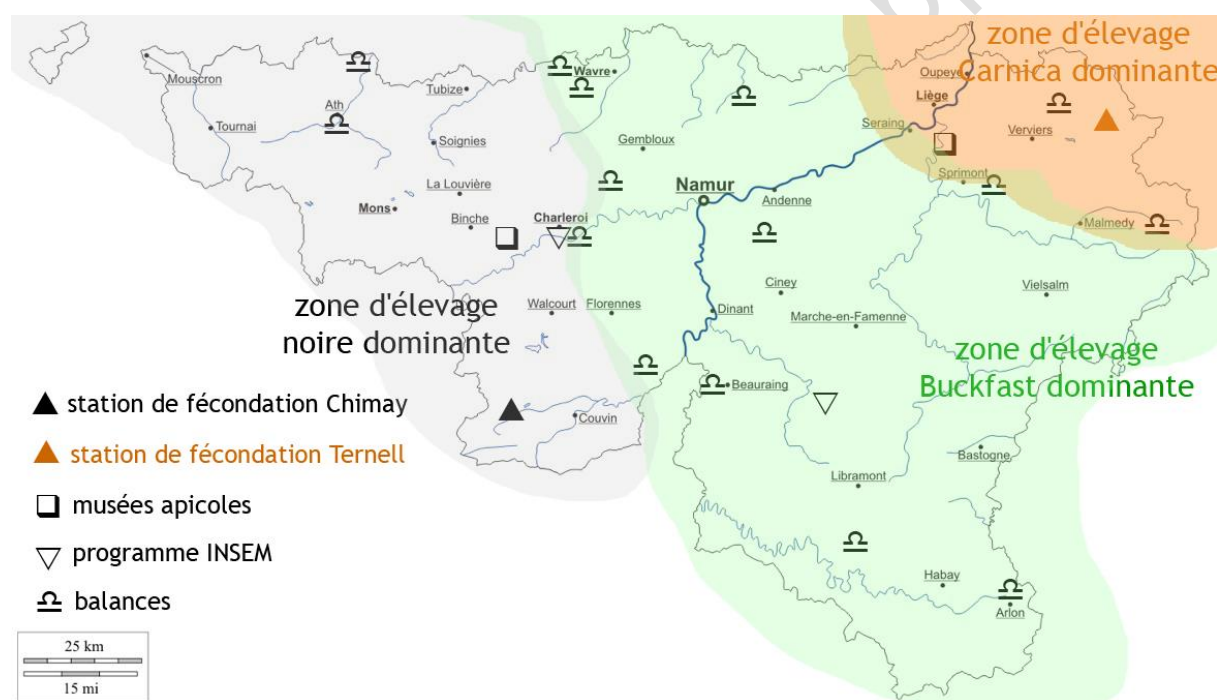 zone d'élevage
Carnica dominante
Mouscron
Wavre
Oupeye
Tubize
Ath
Liège
Tournai
Soignies
Gembloux
Seraing
Verviers
La Louvière
Namur
Sprimont
Mons
Binche
Charleroi
Andenne
Malmedy
zone d'élevage
noire dominante
Walcourt
Florennes
Dinant
Ciney
Marche-en-Famenne
Vielsalm
zone d'élevage
Buckfast dominante
Beauraing
Couvin
Bastogne
Libramont
Habay
Arlon
station de fécondation Chimay
station de fécondation Ternell
musées apicoles
programme INSEM
balances
25 km
15 mi